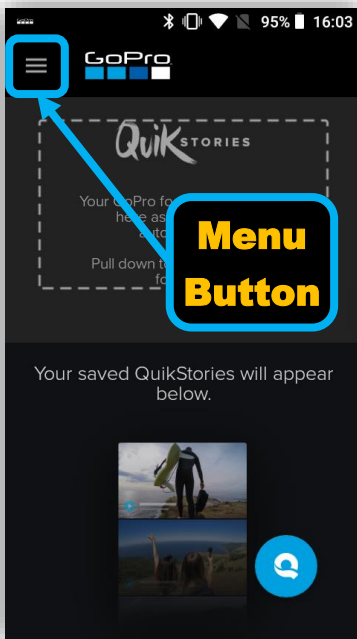 95% 16:03
GoPro
Quik STORIES
Your GoPro fo
here as
auto
Pull down to
fo
Menu
Button
Your saved QuikStories will appear
below.